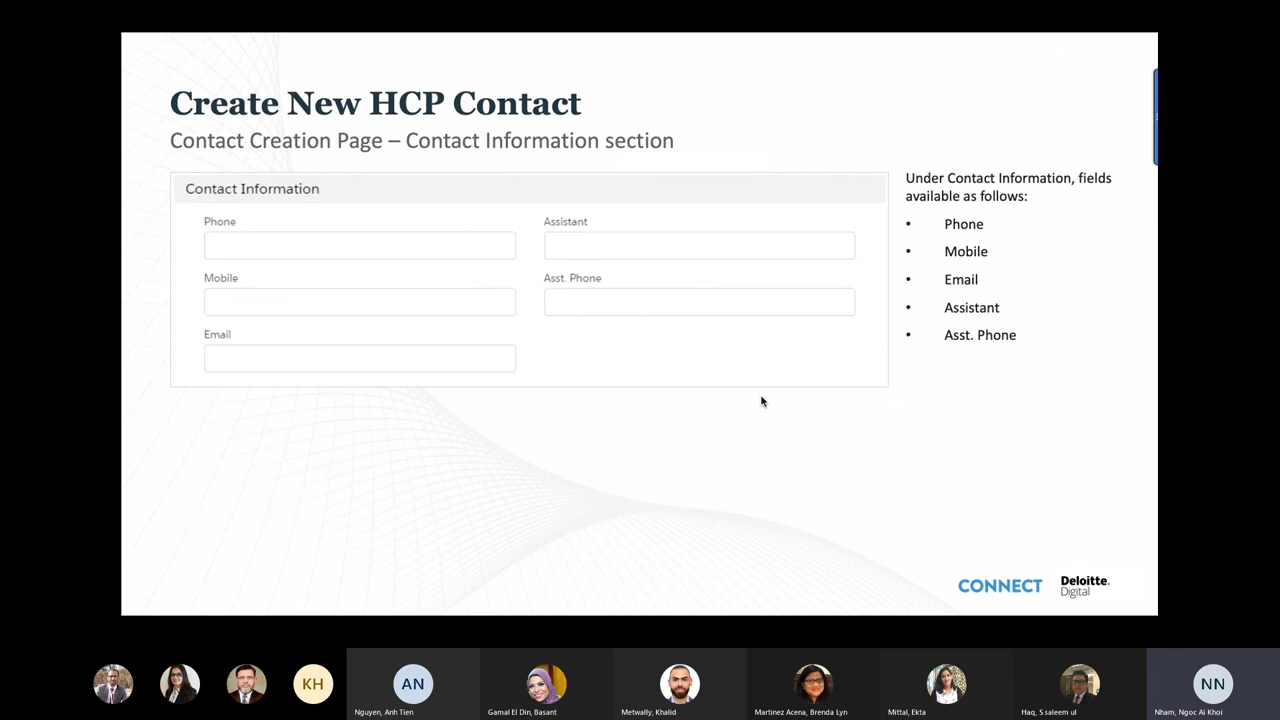 Create New HCP Contact
Contact Creation Page – Contact Information section
Contact Information
Phone
Assistant
Mobile
Asst. Phone
Email
Under Contact Information, fields
available as follows:
• Phone
• Mobile
• Email
• Assistant
• Asst. Phone
CONNECT
Deloitte.
Digital
KH
AN
NN
Nguyen, Anh Tien
Gamal El Din, Basant
Metwally, Khalid
Martinez Acena, Brenda Lyn
Mittal, Ekta
Haq, S saleem ul
Nham, Ngoc Ai Khoi